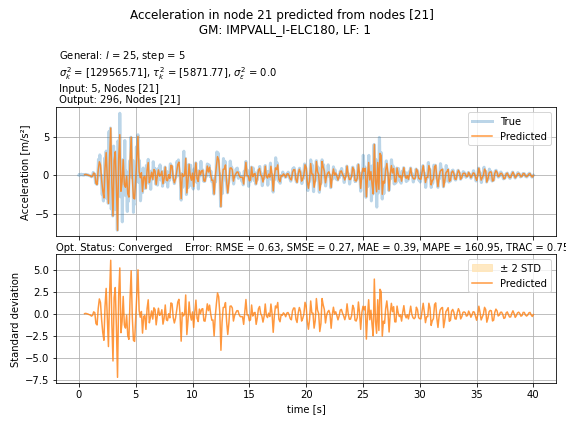 Acceleration in node 21 predicted from nodes [21]
GM: IMPVALL_I-ELC180, LF: 1
General: l = 25, step = 5
σ²ₖ = [129565.71], τ²ₖ = [5871.77], σ²ε = 0.0
Input: 5, Nodes [21]
Output: 296, Nodes [21]
Acceleration [m/s²]
5
0
−5
True
Predicted
Opt. Status: Converged    Error: RMSE = 0.63, SMSE = 0.27, MAE = 0.39, MAPE = 160.95, TRAC = 0.75
Standard deviation
5.0
2.5
0.0
−2.5
−5.0
−7.5
± 2 STD
Predicted
0 5 10 15 20 25 30 35 40
time [s]